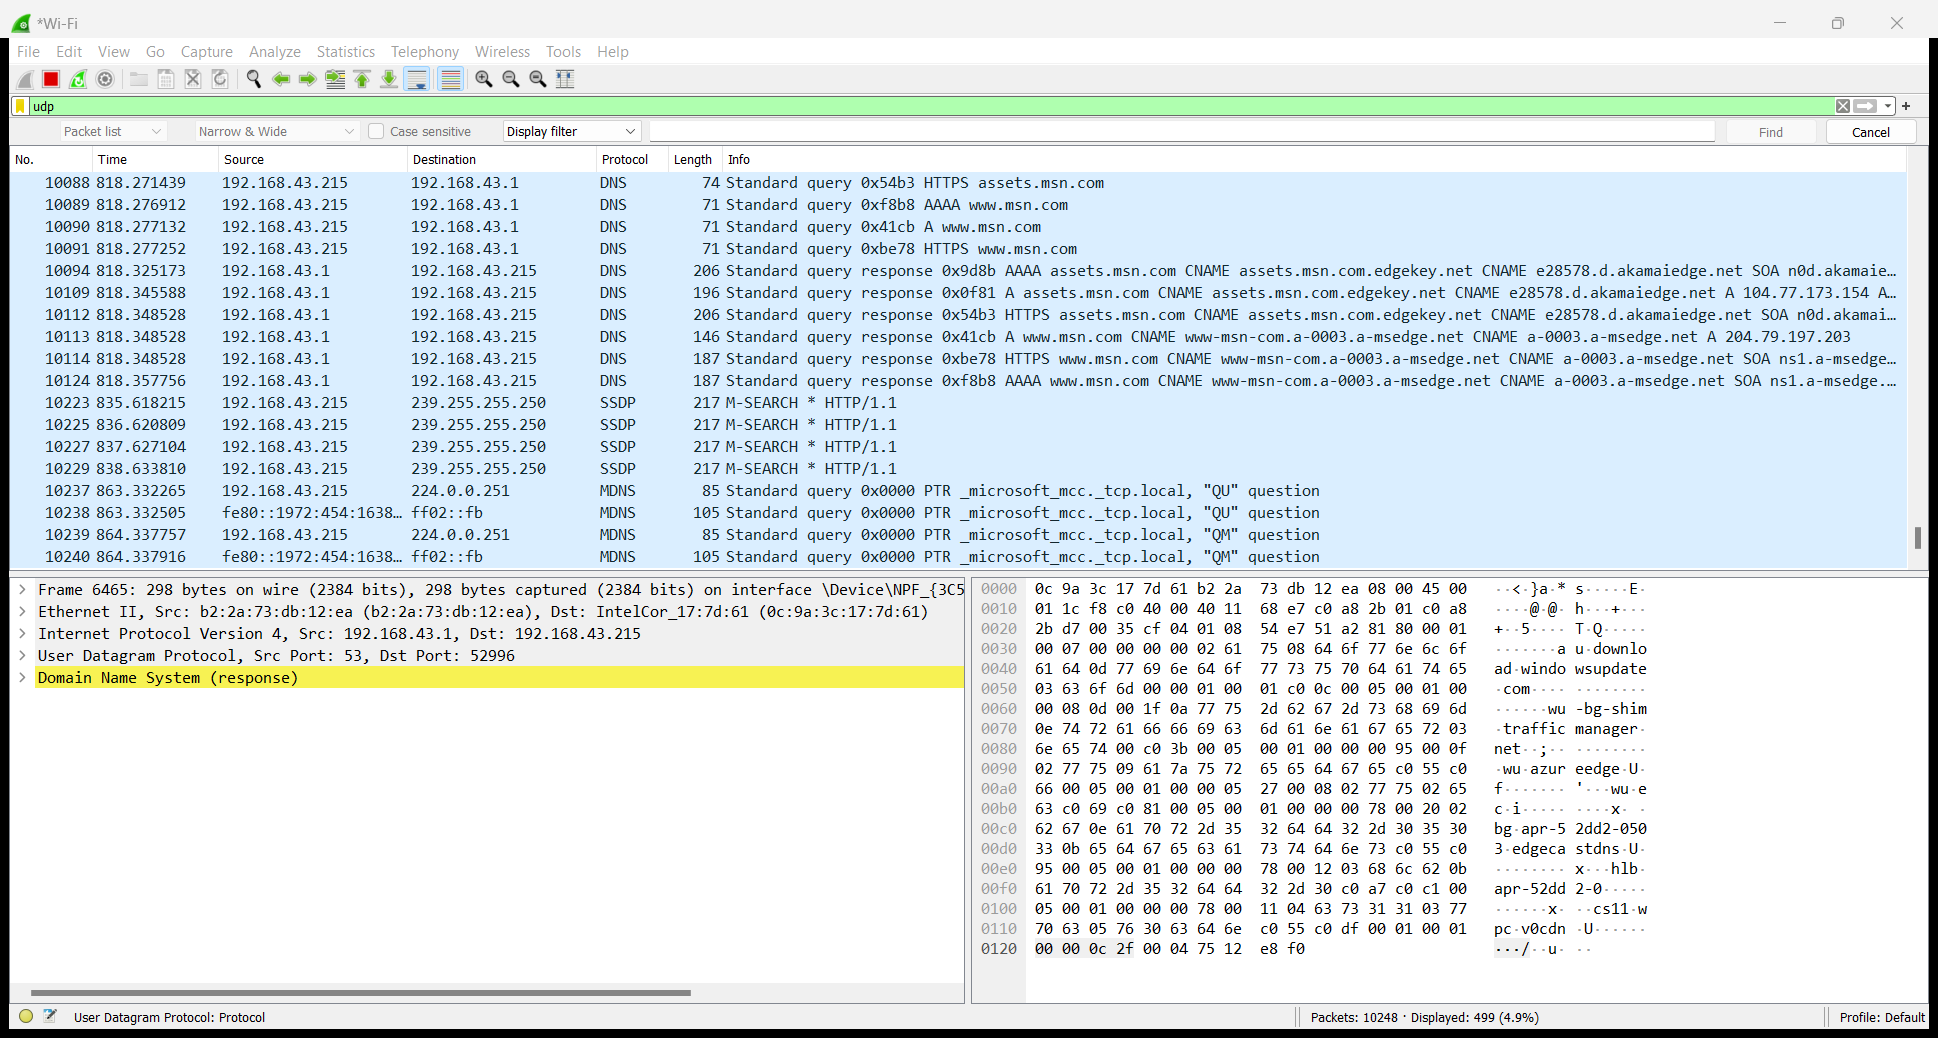 *Wi-Fi
File Edit View Go Capture Analyze Statistics Telephony Wireless Tools Help
udp
Packet list Narrow & Wide Case sensitive Display filter Find Cancel
No. Time Source Destination Protocol Length Info
10088 818.271439 192.168.43.215 192.168.43.1 DNS 74 Standard query 0x54b3 HTTPS assets.msn.com
10089 818.276912 192.168.43.215 192.168.43.1 DNS 71 Standard query 0xf8b8 AAAA www.msn.com
10090 818.277132 192.168.43.215 192.168.43.1 DNS 71 Standard query 0x41cb A www.msn.com
10091 818.277252 192.168.43.215 192.168.43.1 DNS 71 Standard query 0xbe78 HTTPS www.msn.com
10094 818.325173 192.168.43.1 192.168.43.215 DNS 206 Standard query response 0x9d8b AAAA assets.msn.com CNAME assets.msn.com.edgekey.net CNAME e28578.d.akamaiedge.net SOA n0d.akamaie…
10109 818.345588 192.168.43.1 192.168.43.215 DNS 196 Standard query response 0x0f81 A assets.msn.com CNAME assets.msn.com.edgekey.net CNAME e28578.d.akamaiedge.net A 104.77.173.154 A…
10112 818.348528 192.168.43.1 192.168.43.215 DNS 206 Standard query response 0x54b3 HTTPS assets.msn.com CNAME assets.msn.com.edgekey.net CNAME e28578.d.akamaiedge.net SOA n0d.akamai…
10113 818.348528 192.168.43.1 192.168.43.215 DNS 146 Standard query response 0x41cb A www.msn.com CNAME www-msn-com.a-0003.a-msedge.net CNAME a-0003.a-msedge.net A 204.79.197.203
10114 818.348528 192.168.43.1 192.168.43.215 DNS 187 Standard query response 0xbe78 HTTPS www.msn.com CNAME www-msn-com.a-0003.a-msedge.net CNAME a-0003.a-msedge.net SOA ns1.a-msedge…
10124 818.357756 192.168.43.1 192.168.43.215 DNS 187 Standard query response 0xf8b8 AAAA www.msn.com CNAME www-msn-com.a-0003.a-msedge.net CNAME a-0003.a-msedge.net SOA ns1.a-msedge.…
10223 835.618215 192.168.43.215 239.255.255.250 SSDP 217 M-SEARCH * HTTP/1.1
10225 836.620809 192.168.43.215 239.255.255.250 SSDP 217 M-SEARCH * HTTP/1.1
10227 837.627104 192.168.43.215 239.255.255.250 SSDP 217 M-SEARCH * HTTP/1.1
10229 838.633810 192.168.43.215 239.255.255.250 SSDP 217 M-SEARCH * HTTP/1.1
10237 863.332265 192.168.43.215 224.0.0.251 MDNS 85 Standard query 0x0000 PTR _microsoft_mcc._tcp.local, "QU" question
10238 863.332505 fe80::1972:454:1638… ff02::fb MDNS 105 Standard query 0x0000 PTR _microsoft_mcc._tcp.local, "QU" question
10239 864.337757 192.168.43.215 224.0.0.251 MDNS 85 Standard query 0x0000 PTR _microsoft_mcc._tcp.local, "QM" question
10240 864.337916 fe80::1972:454:1638… ff02::fb MDNS 105 Standard query 0x0000 PTR _microsoft_mcc._tcp.local, "QM" question
Frame 6465: 298 bytes on wire (2384 bits), 298 bytes captured (2384 bits) on interface \Device\NPF_{3C5
Ethernet II, Src: b2:2a:73:db:12:ea (b2:2a:73:db:12:ea), Dst: IntelCor_17:7d:61 (0c:9a:3c:17:7d:61)
Internet Protocol Version 4, Src: 192.168.43.1, Dst: 192.168.43.215
User Datagram Protocol, Src Port: 53, Dst Port: 52996
Domain Name System (response)
0000 0c 9a 3c 17 7d 61 b2 2a 73 db 12 ea 08 00 45 00 ··<·}a·* s·····E·
0010 01 1c f8 c0 40 00 40 11 68 e7 c0 a8 2b 01 c0 a8 ····@·@· h···+···
0020 2b d7 00 35 cf 04 01 08 54 e7 51 a2 81 80 00 01 +··5···· T·Q·····
0030 00 07 00 00 00 00 02 61 75 08 64 6f 77 6e 6c 6f ·······a u·downlo
0040 61 64 0d 77 69 6e 64 6f 77 73 75 70 64 61 74 65 ad·windo wsupdate
0050 03 63 6f 6d 00 00 01 00 01 c0 0c 00 05 00 01 00 ·com···· ········
0060 00 08 0d 00 1f 0a 77 75 2d 62 67 2d 73 68 69 6d ······wu -bg-shim
0070 0e 74 72 61 66 66 69 63 6d 61 6e 61 67 65 72 03 ·traffic manager·
0080 6e 65 74 00 c0 3b 00 05 00 01 00 00 00 95 00 0f net··;·· ········
0090 02 77 75 09 61 7a 75 72 65 65 64 67 65 c0 55 c0 ·wu·azur eedge·U·
00a0 66 00 05 00 01 00 00 05 27 00 08 02 77 75 02 65 f······· '···wu·e
00b0 63 c0 69 c0 81 00 05 00 01 00 00 00 78 00 20 02 c·i····· ····x· ·
00c0 62 67 0e 61 70 72 2d 35 32 64 64 32 2d 30 35 30 bg·apr-5 2dd2-050
00d0 33 0b 65 64 67 65 63 61 73 74 64 6e 73 c0 55 c0 3·edgeca stdns·U·
00e0 95 00 05 00 01 00 00 00 78 00 12 03 68 6c 62 0b ········ x···hlb·
00f0 61 70 72 2d 35 32 64 64 32 2d 30 c0 a7 c0 c1 00 apr-52dd 2-0·····
0100 05 00 01 00 00 00 78 00 11 04 63 73 31 31 03 77 ······x· ··cs11·w
0110 70 63 05 76 30 63 64 6e c0 55 c0 df 00 01 00 01 pc·v0cdn ·U······
0120 00 00 0c 2f 00 04 75 12 e8 f0 ···/··u· ··
User Datagram Protocol: Protocol Packets: 10248 · Displayed: 499 (4.9%) Profile: Default